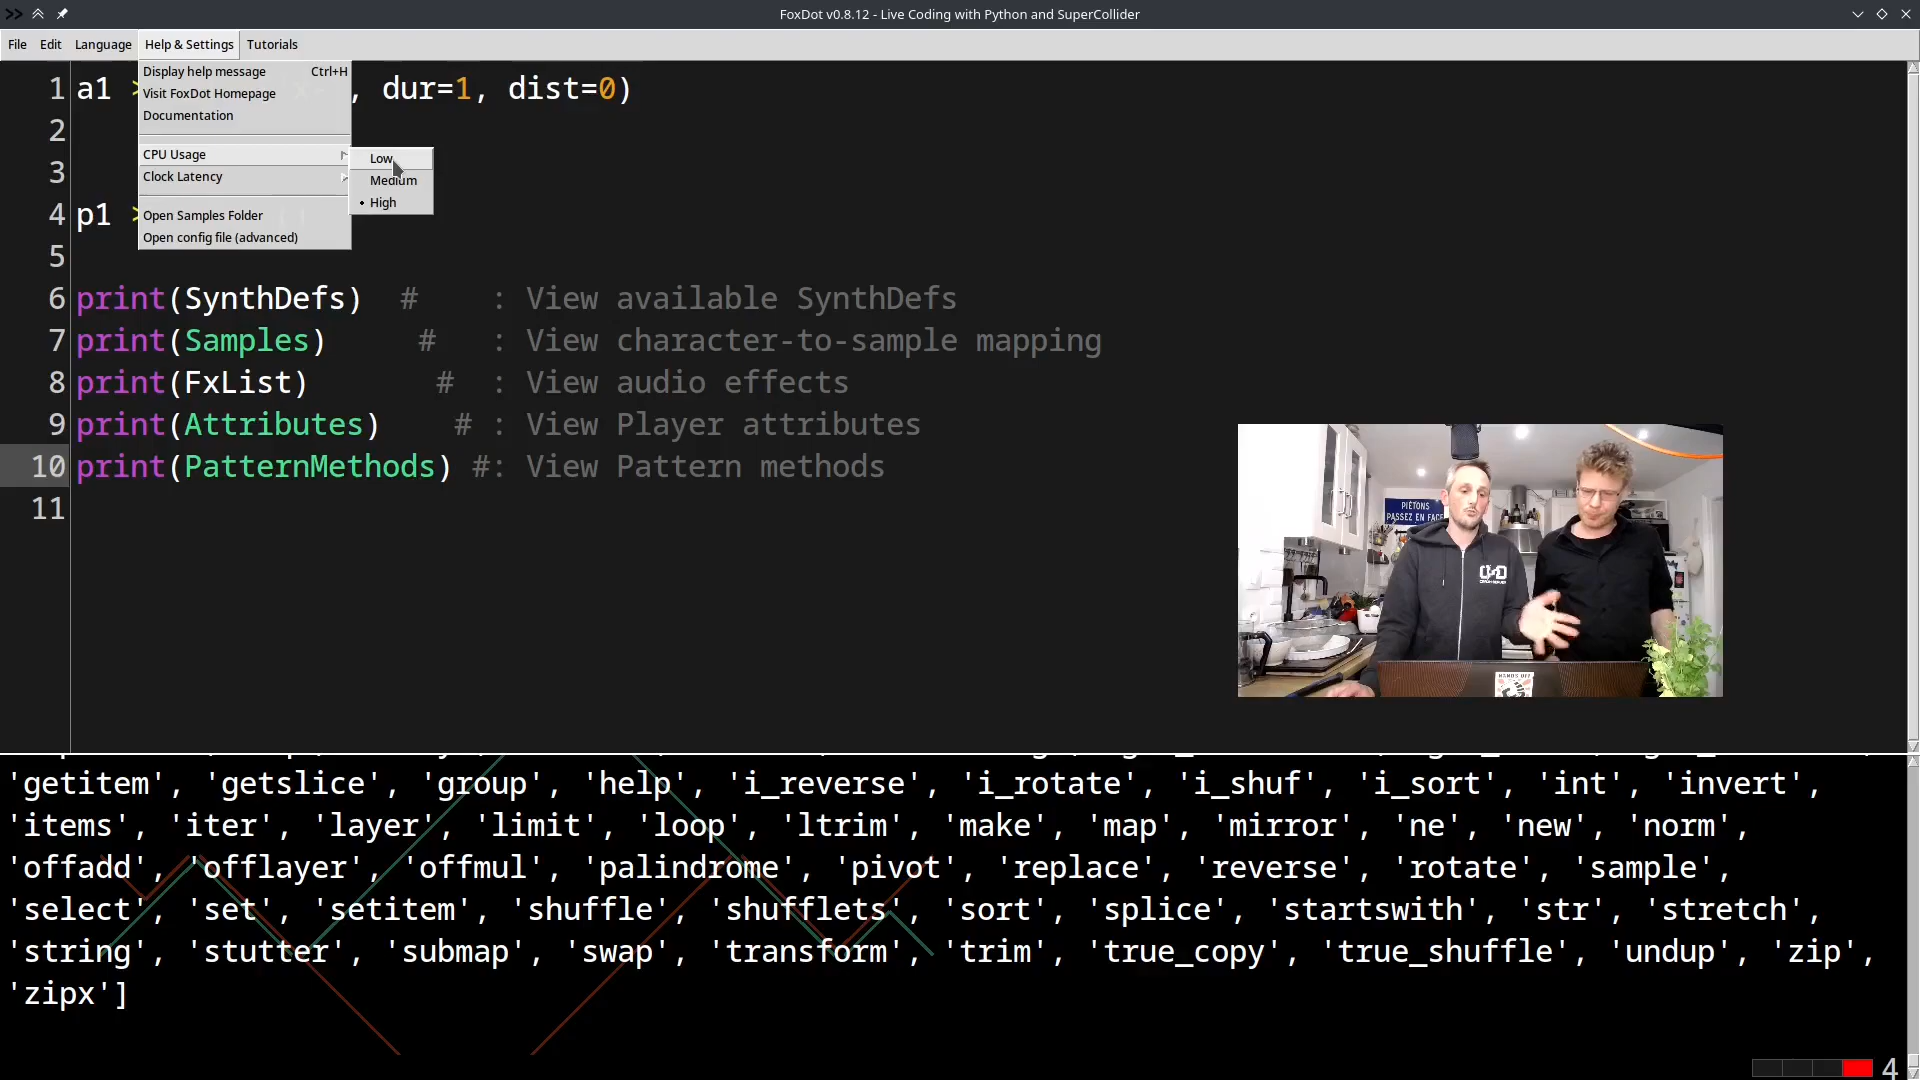 FoxDot v0.8.12 - Live Coding with Python and SuperCollider
File Edit Language Help & Settings Tutorials
Display help message Ctrl+H
Visit FoxDot Homepage
Documentation
CPU Usage
Clock Latency
Open Samples Folder
Open config file (advanced)
Low
Medium
• High
1 a1 , dur=1, dist=0)
2
3
4 p1
5
6 print(SynthDefs) # : View available SynthDefs
7 print(Samples) # : View character-to-sample mapping
8 print(FxList) # : View audio effects
9 print(Attributes) # : View Player attributes
10 print(PatternMethods) #: View Pattern methods
11
PIÉTONS
PASSEZ EN FACE
HANDS OFF
'getitem', 'getslice', 'group', 'help', 'i_reverse', 'i_rotate', 'i_shuf', 'i_sort', 'int', 'invert',
'items', 'iter', 'layer', 'limit', 'loop', 'ltrim', 'make', 'map', 'mirror', 'ne', 'new', 'norm',
'offadd', 'offlayer', 'offmul', 'palindrome', 'pivot', 'replace', 'reverse', 'rotate', 'sample',
'select', 'set', 'setitem', 'shuffle', 'shufflets', 'sort', 'splice', 'startswith', 'str', 'stretch',
'string', 'stutter', 'submap', 'swap', 'transform', 'trim', 'true_copy', 'true_shuffle', 'undup', 'zip',
'zipx']
4